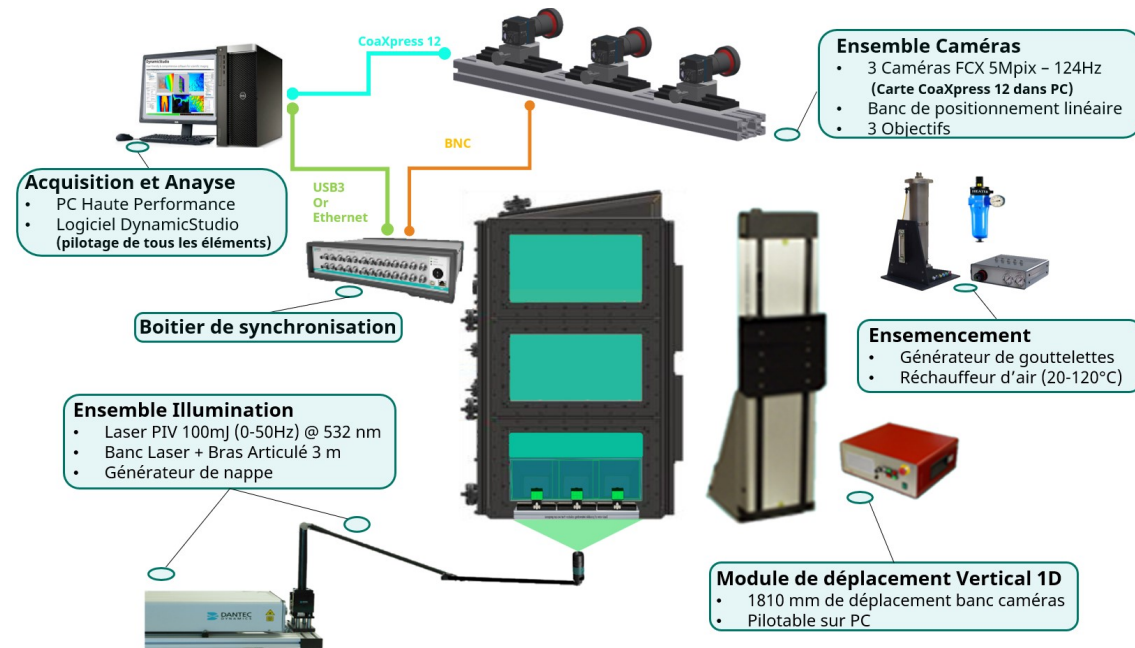 CoaXpress 12
Ensemble Caméras
• 3 Caméras FCX 5Mpix – 124Hz
(Carte CoaXpress 12 dans PC)
• Banc de positionnement linéaire
• 3 Objectifs
BNC
USB3
Or
Ethernet
Acquisition et Anayse
• PC Haute Performance
• Logiciel DynamicStudio
(pilotage de tous les éléments)
Boitier de synchronisation
Ensemencement
• Générateur de gouttelettes
• Réchauffeur d’air (20-120°C)
Ensemble Illumination
• Laser PIV 100mJ (0-50Hz) @ 532 nm
• Banc Laser + Bras Articulé 3 m
• Générateur de nappe
Module de déplacement Vertical 1D
• 1810 mm de déplacement banc caméras
• Pilotable sur PC
DANTEC
DYNAMICS